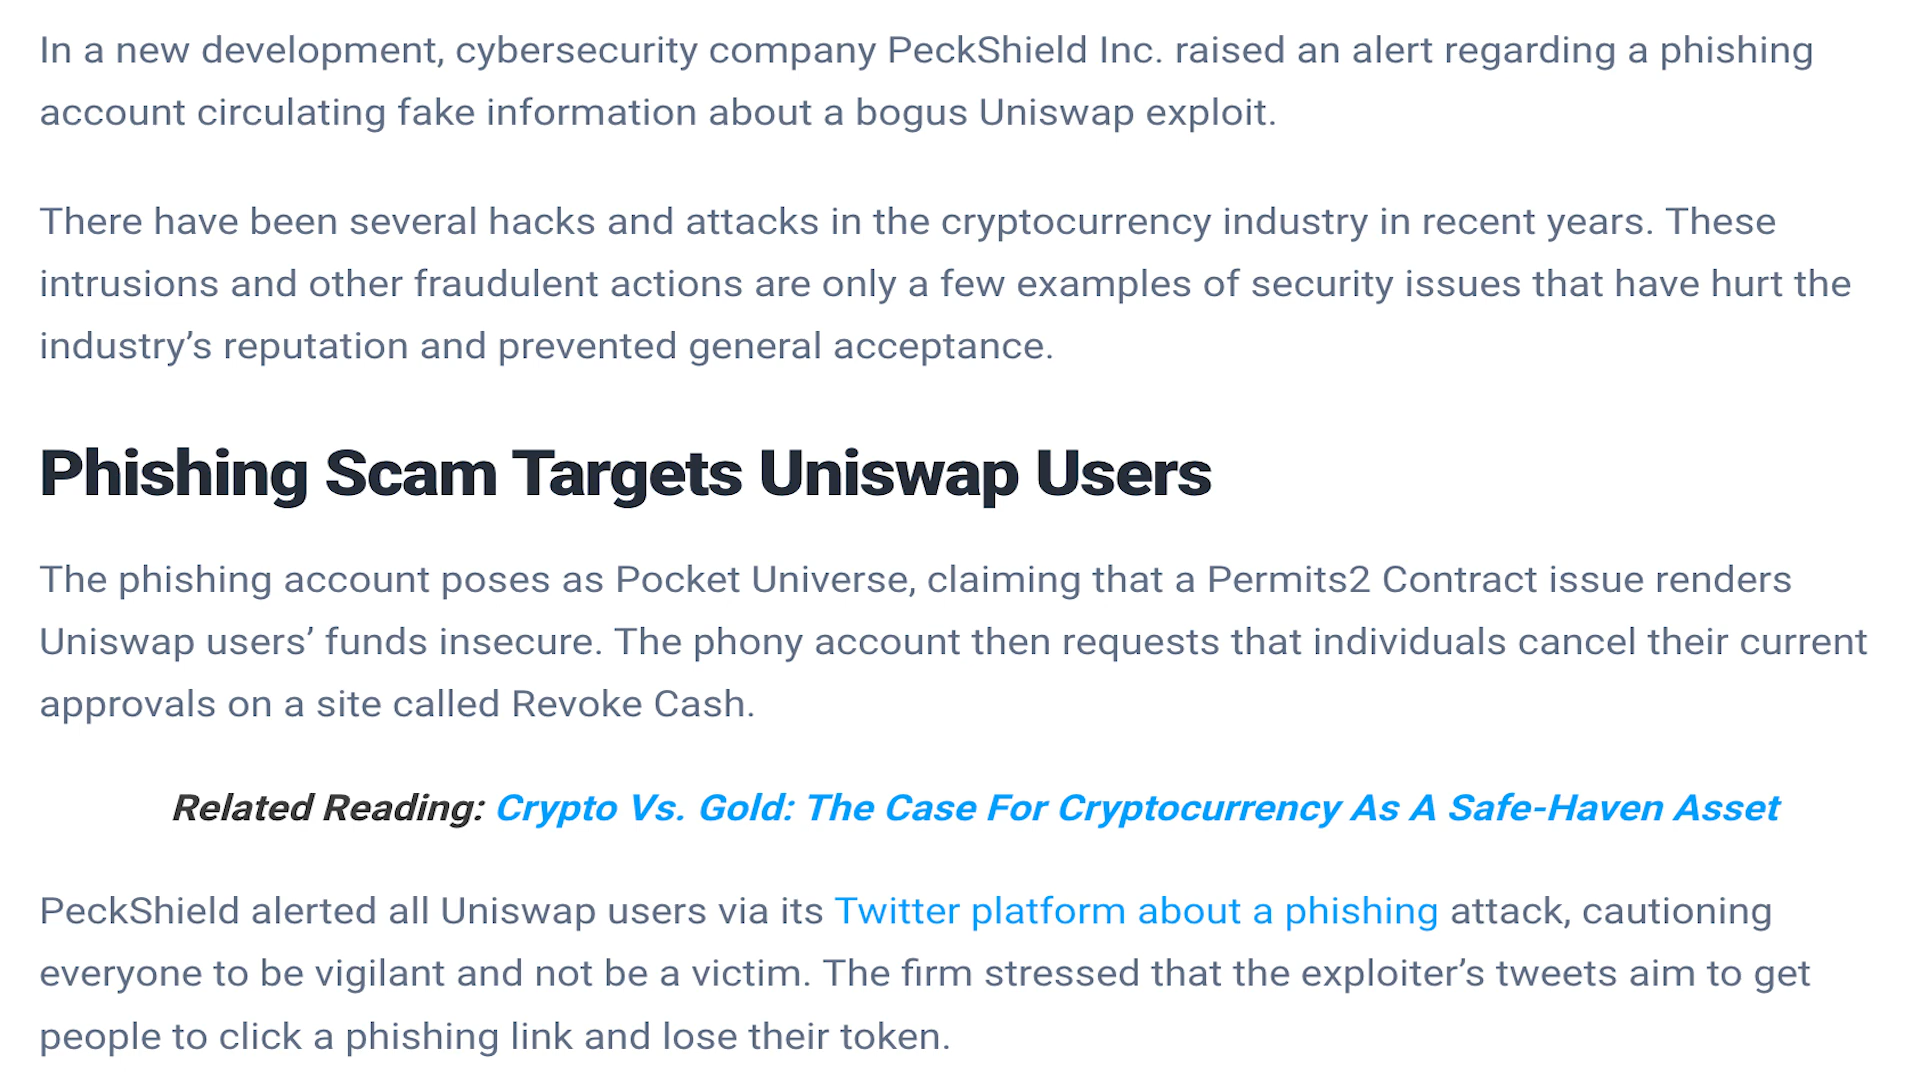 In a new development, cybersecurity company PeckShield Inc. raised an alert regarding a phishing
account circulating fake information about a bogus Uniswap exploit.
There have been several hacks and attacks in the cryptocurrency industry in recent years. These
intrusions and other fraudulent actions are only a few examples of security issues that have hurt the
industry’s reputation and prevented general acceptance.
Phishing Scam Targets Uniswap Users
The phishing account poses as Pocket Universe, claiming that a Permits2 Contract issue renders
Uniswap users’ funds insecure. The phony account then requests that individuals cancel their current
approvals on a site called Revoke Cash.
Related Reading: Crypto Vs. Gold: The Case For Cryptocurrency As A Safe-Haven Asset
PeckShield alerted all Uniswap users via its Twitter platform about a phishing attack, cautioning
everyone to be vigilant and not be a victim. The firm stressed that the exploiter’s tweets aim to get
people to click a phishing link and lose their token.